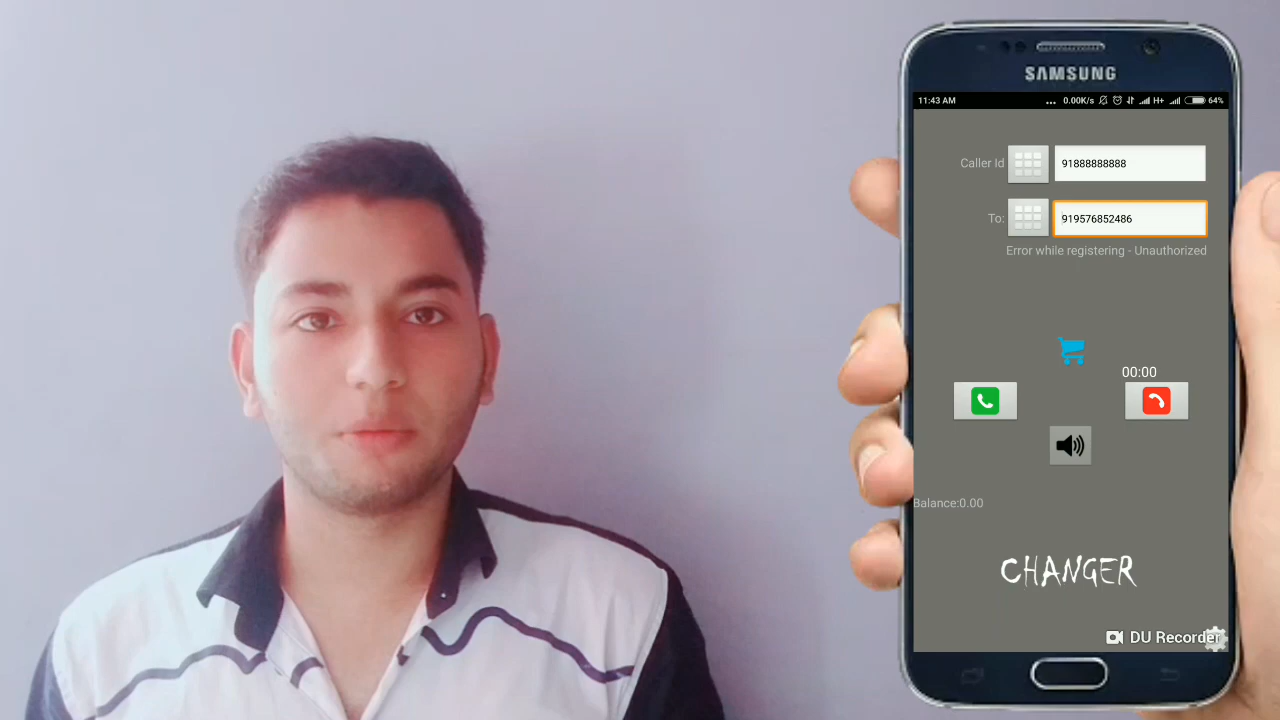 SAMSUNG
11:43 AM
... 0.00K/s H+ 64%
Caller Id
91888888888
To:
919576852486
Error while registering - Unauthorized
00:00
Balance:0.00
CHANGER
DU Recorder